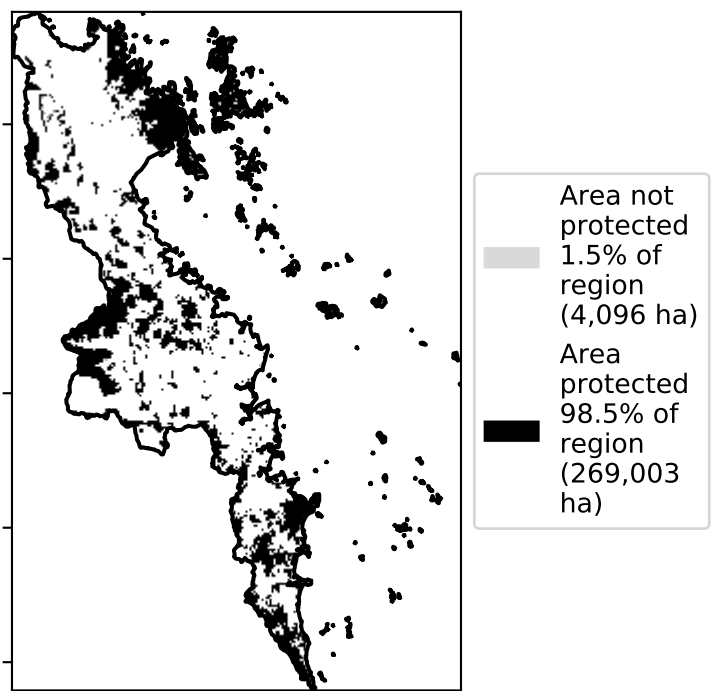 Area not
protected
1.5% of
region
(4,096 ha)
Area
protected
98.5% of
region
(269,003
ha)